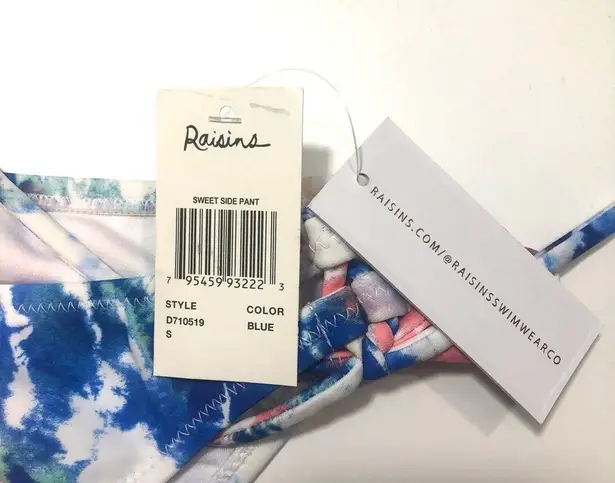 Raisins
SWEET SIDE PANT
7 95459 93222 3
STYLE COLOR
D710519 BLUE
S
RAISINS.COM/@RAISINSSWIMWEARCO